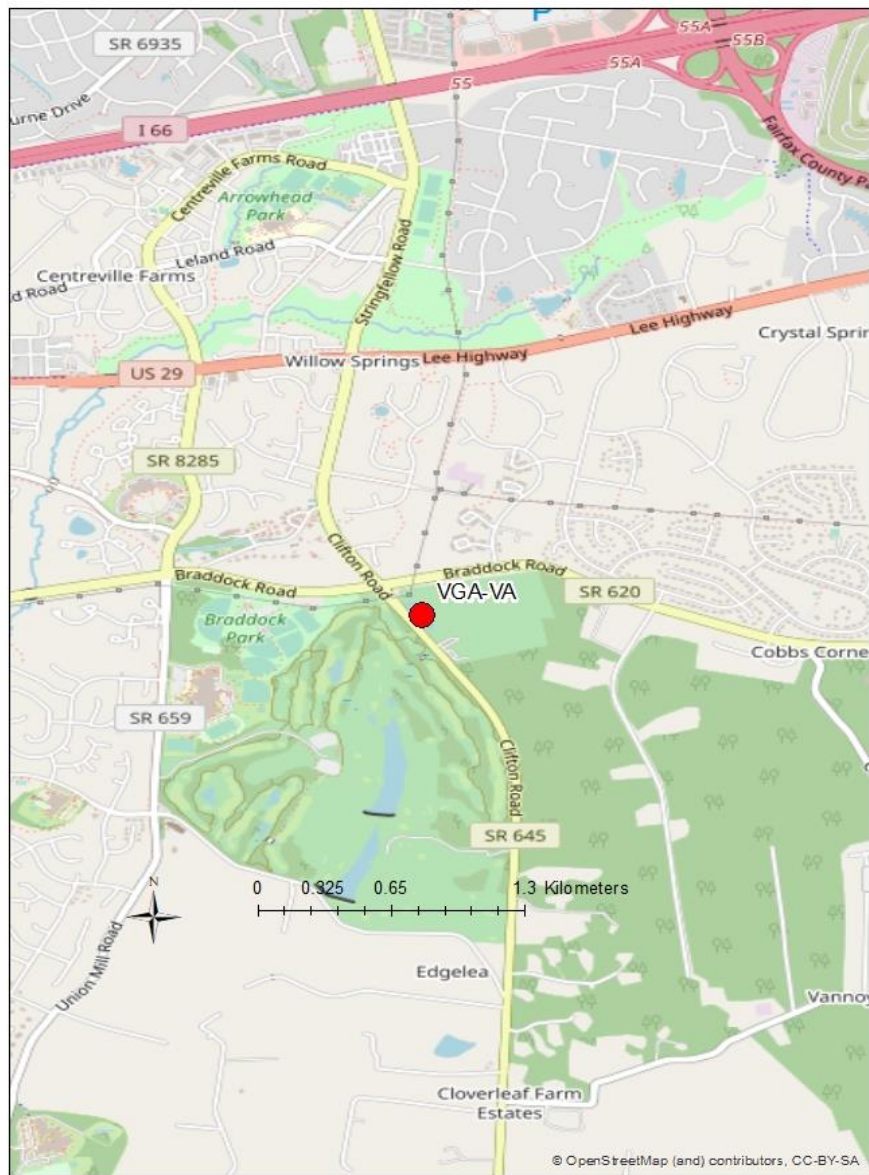 P
55A
55B
SR 6935
55A
55
urne Drive
I 66
Fairfax County P
Centreville Farms Road
Arrowhead
Park
Leland Road
Stringfellow Road
Centreville Farms
ad Road
Lee Highway
Crystal Sprin
Willow Springs
Lee Highway
US 29
SR 8285
Clifton Road
Braddock Road
Braddock Road
VGA-VA
SR 620
Braddock
Park
Cobbs Corne
SR 659
Clifton Road
SR 645
0 0.325 0.65 1.3 Kilometers
N
Union Mill Road
Edgelea
Vannoy
Cloverleaf Farm
Estates
© OpenStreetMap (and) contributors, CC-BY-SA